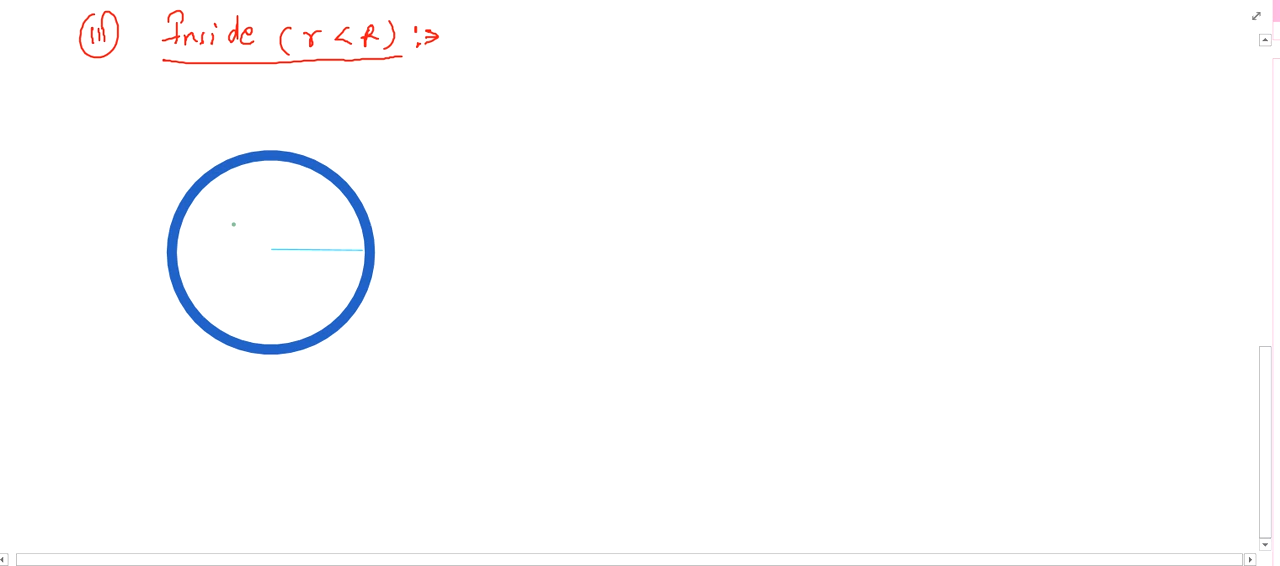 (iii) Inside (r < R) :⇒